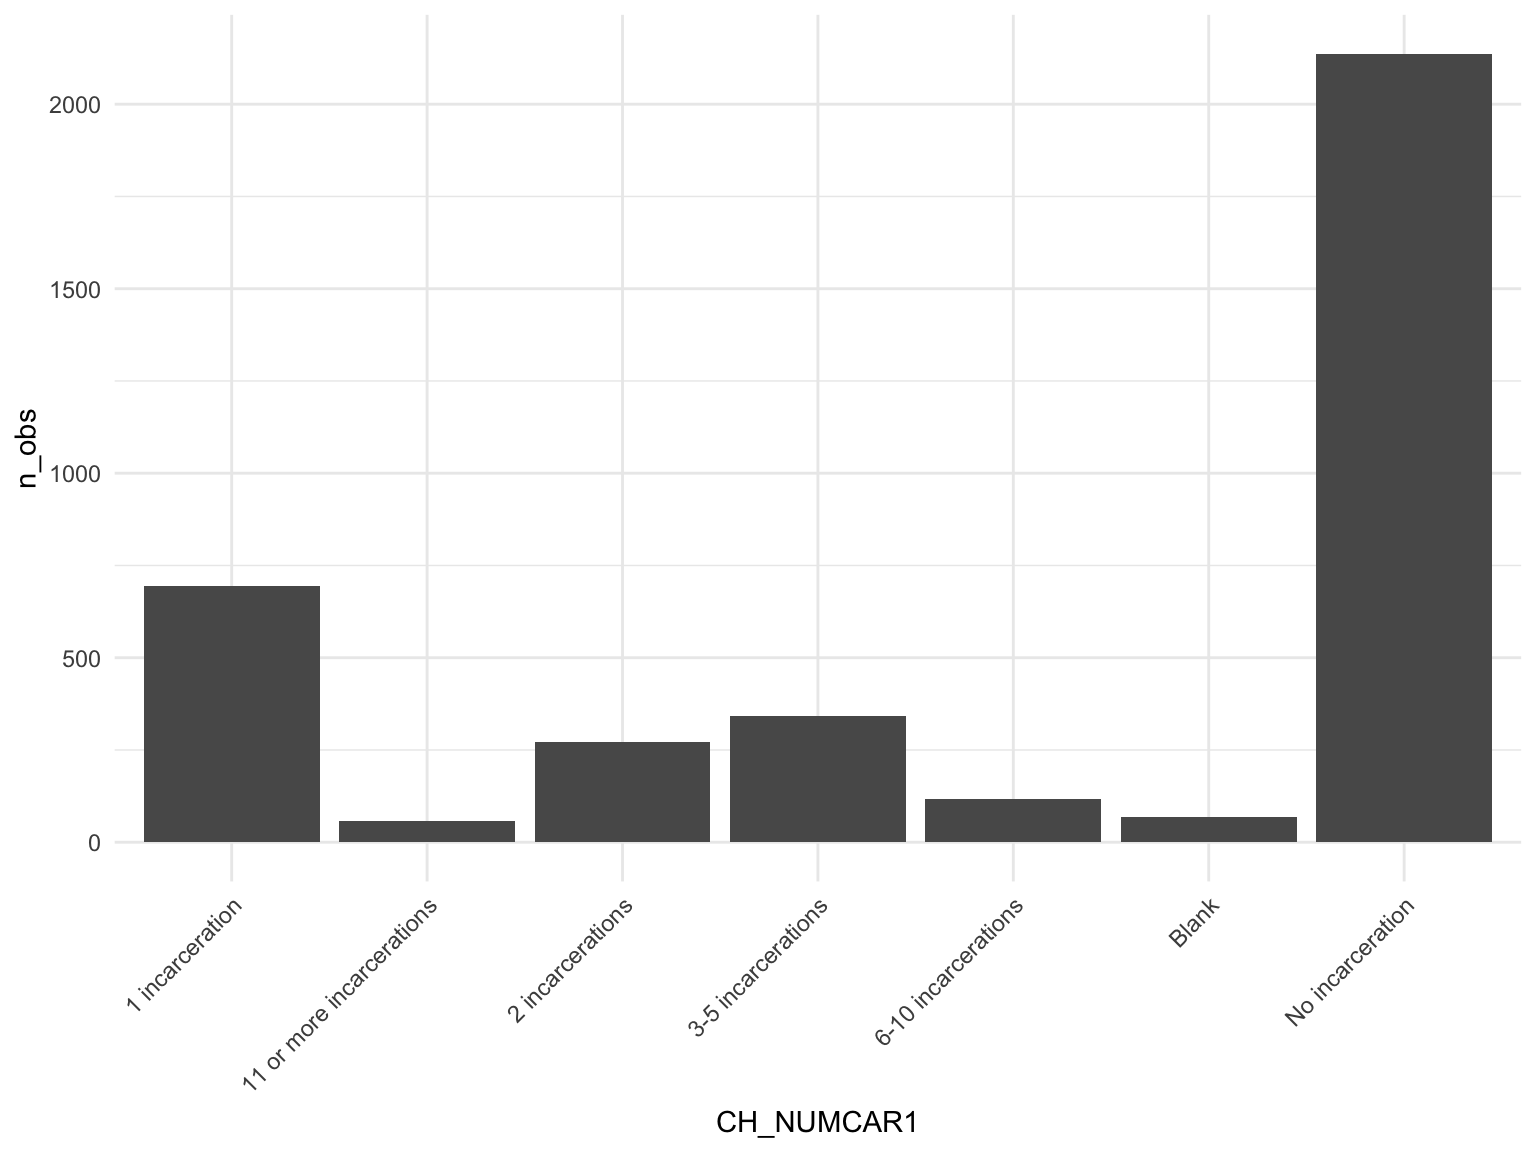 n_obs
2000
1500
1000
500
0
1 incarceration
11 or more incarcerations
2 incarcerations
3-5 incarcerations
6-10 incarcerations
Blank
No incarceration
CH_NUMCAR1